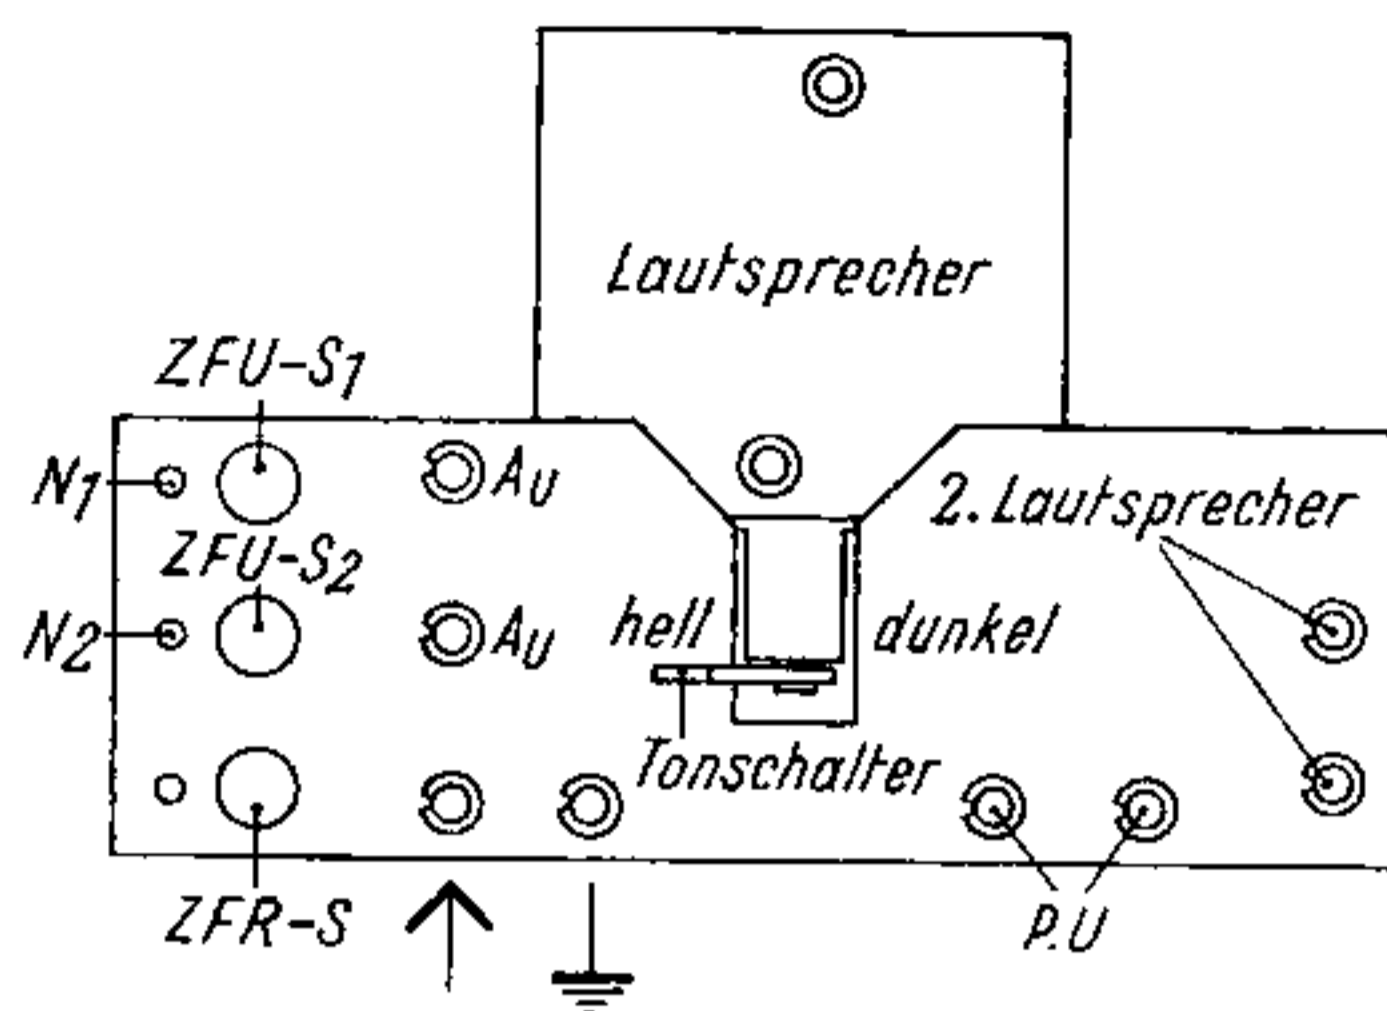 Lautsprecher
ZFU-S1
N1
AU
2. Lautsprecher
ZFU-S2
N2
AU
hell
dunkel
Tonschalter
ZFR-S
P.U